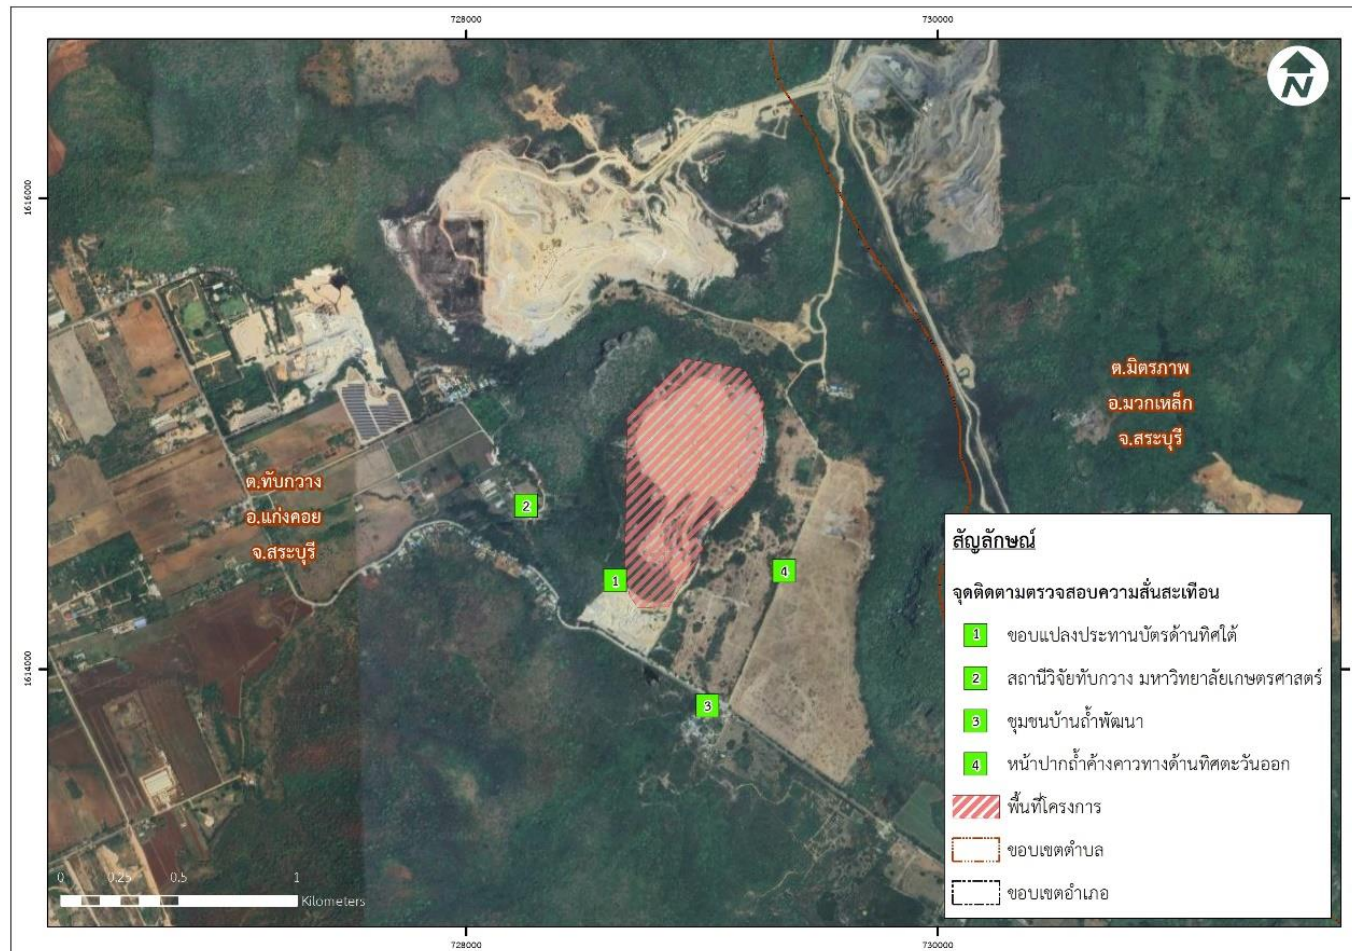 728000
730000
N
1616000
ต.มิตรภาพ
อ.มวกเหล็ก
จ.สระบุรี
ต.ทับกวาง
อ.แก่งคอย
จ.สระบุรี
2
1
4
3
1614000
สัญลักษณ์
จุดติดตามตรวจสอบความสั่นสะเทือน
1 ขอบแปลงประทานบัตรด้านทิศใต้
2 สถานีวิจัยทับกวาง มหาวิทยาลัยเกษตรศาสตร์
3 ชุมชนบ้านถ้ำพัฒนา
4 หน้าปากถ้ำค้างคาวทางด้านทิศตะวันออก
พื้นที่โครงการ
ขอบเขตตำบล
ขอบเขตอำเภอ
0 0.25 0.5 1
Kilometers
728000
730000